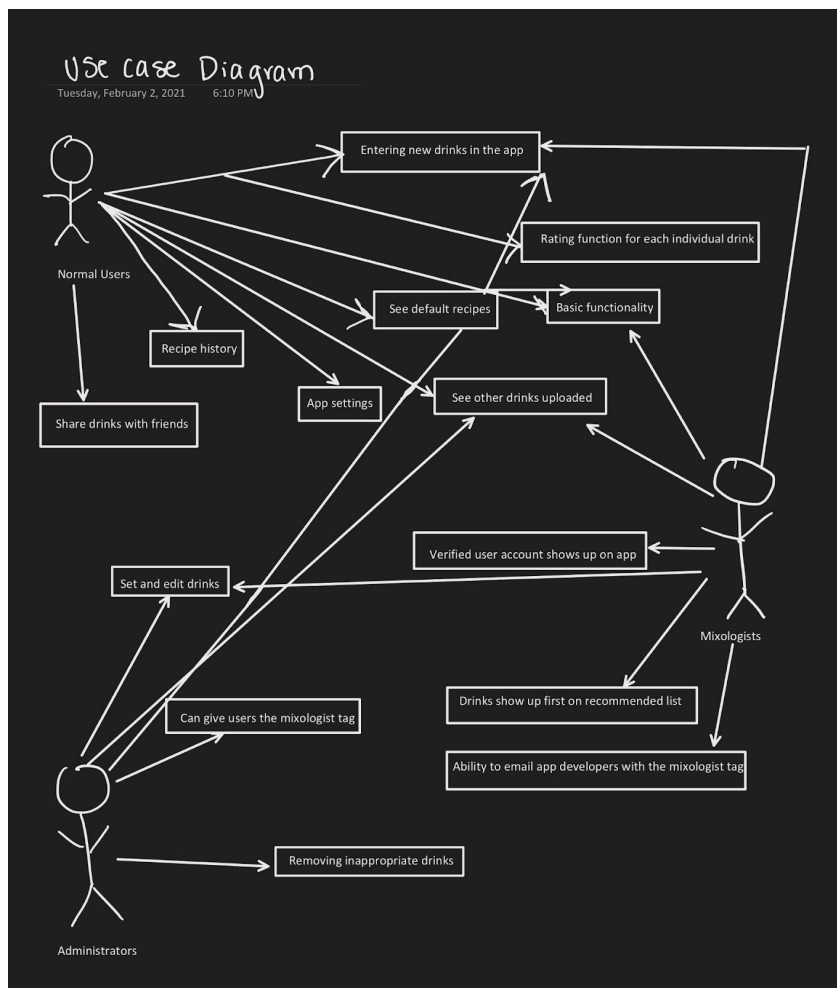 Use Case Diagram
Tuesday, February 2, 2021 6:10 PM
Entering new drinks in the app
Rating function for each individual drink
Normal Users
See default recipes
Basic functionality
Recipe history
App settings
See other drinks uploaded
Share drinks with friends
Verified user account shows up on app
Set and edit drinks
Mixologists
Drinks show up first on recommended list
Can give users the mixologist tag
Ability to email app developers with the mixologist tag
Removing inappropriate drinks
Administrators